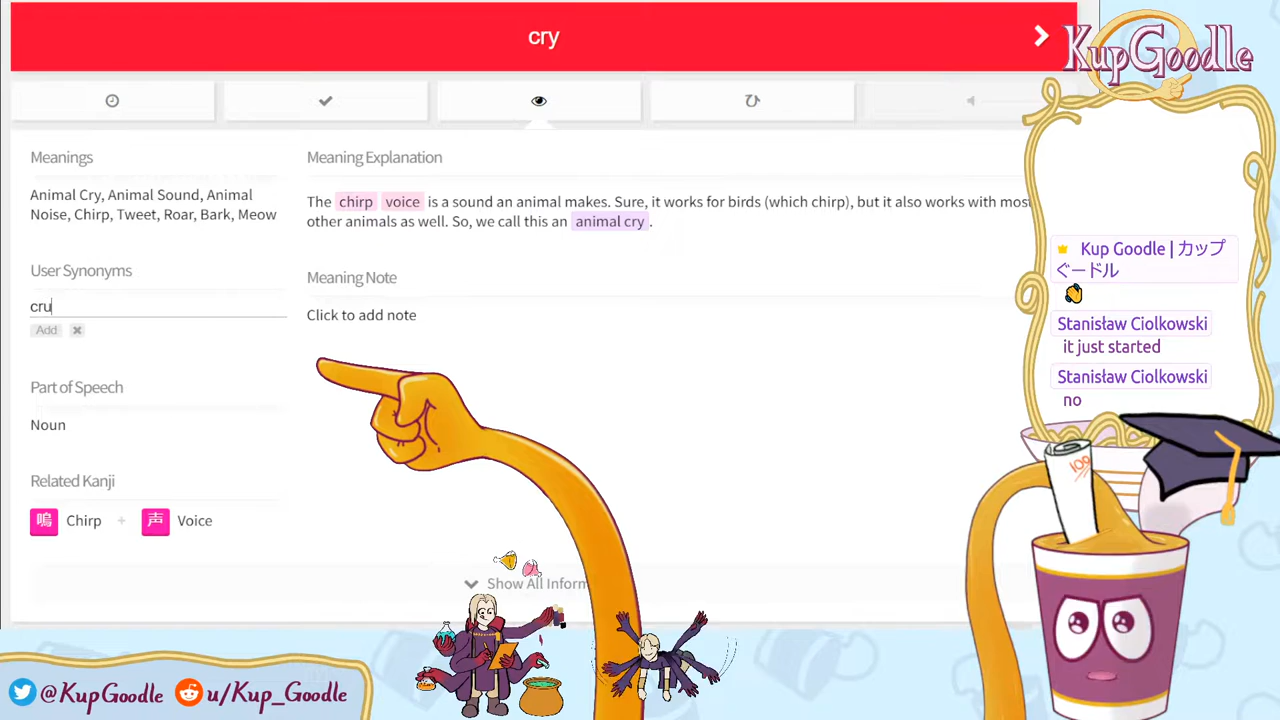 cry
KupGoodle
ひ
Meanings
Animal Cry, Animal Sound, Animal
Noise, Chirp, Tweet, Roar, Bark, Meow
User Synonyms
cru
Add
Part of Speech
Noun
Related Kanji
鳴 Chirp + 声 Voice
Meaning Explanation
The chirp voice is a sound an animal makes. Sure, it works for birds (which chirp), but it also works with mos
other animals as well. So, we call this an animal cry.
Meaning Note
Click to add note
Show All Inform
Kup Goodle | カップ
ぐードル
Stanisław Ciolkowski
it just started
Stanisław Ciolkowski
no
100
@KupGoodle u/Kup_Goodle